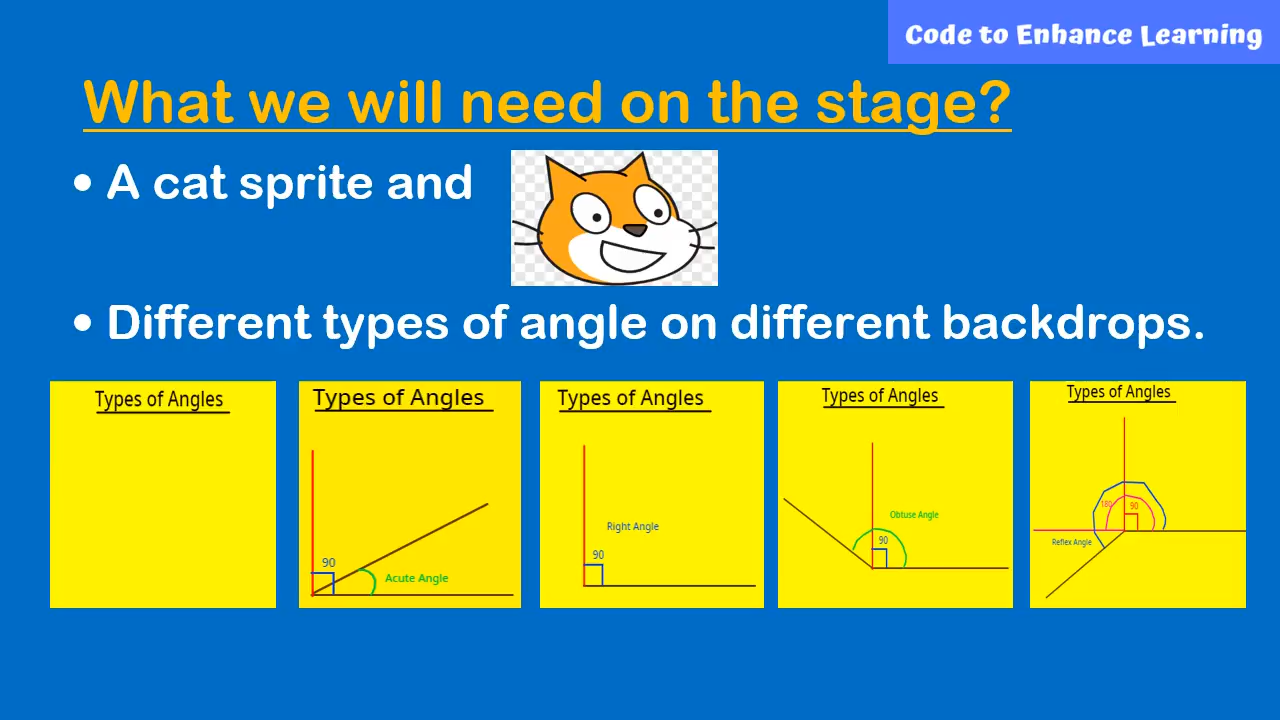 Code to Enhance Learning
What we will need on the stage?
• A cat sprite and
• Different types of angle on different backdrops.
Types of Angles
Types of Angles
90
Acute Angle
Types of Angles
Right Angle
90
Types of Angles
Obtuse Angle
90
Types of Angles
180
90
Reflex Angle